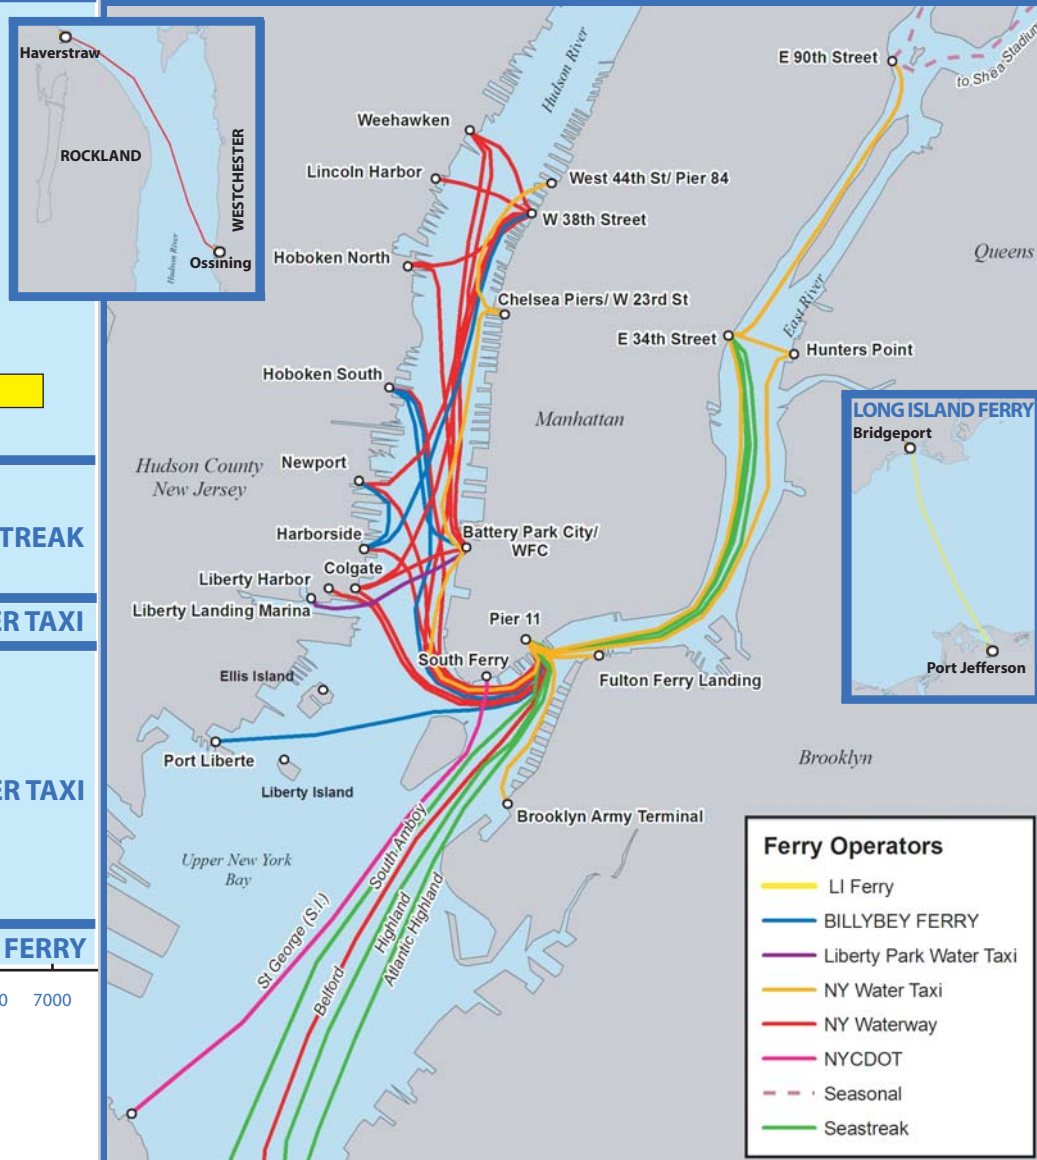 Haverstraw
ROCKLAND
WESTCHESTER
Hudson River
Ossining
TREAK
ER TAXI
ER TAXI
FERRY
0 7000
Hudson River
E 90th Street
to Shea Stadium
Weehawken
Lincoln Harbor
West 44th St/ Pier 84
W 38th Street
Hoboken North
Queens
Chelsea Piers/ W 23rd St
East River
E 34th Street
Hunters Point
Hoboken South
Manhattan
LONG ISLAND FERRY
Bridgeport
Port Jefferson
Hudson County
New Jersey
Newport
Harborside
Battery Park City/
WFC
Colgate
Liberty Harbor
Liberty Landing Marina
Pier 11
South Ferry
Fulton Ferry Landing
Ellis Island
Port Liberte
Liberty Island
Brooklyn
Brooklyn Army Terminal
Upper New York
Bay
South Amboy
St George (S.I.)
Highland
Atlantic Highland
Belford
Ferry Operators
LI Ferry
BILLYBEY FERRY
Liberty Park Water Taxi
NY Water Taxi
NY Waterway
NYCDOT
Seasonal
Seastreak